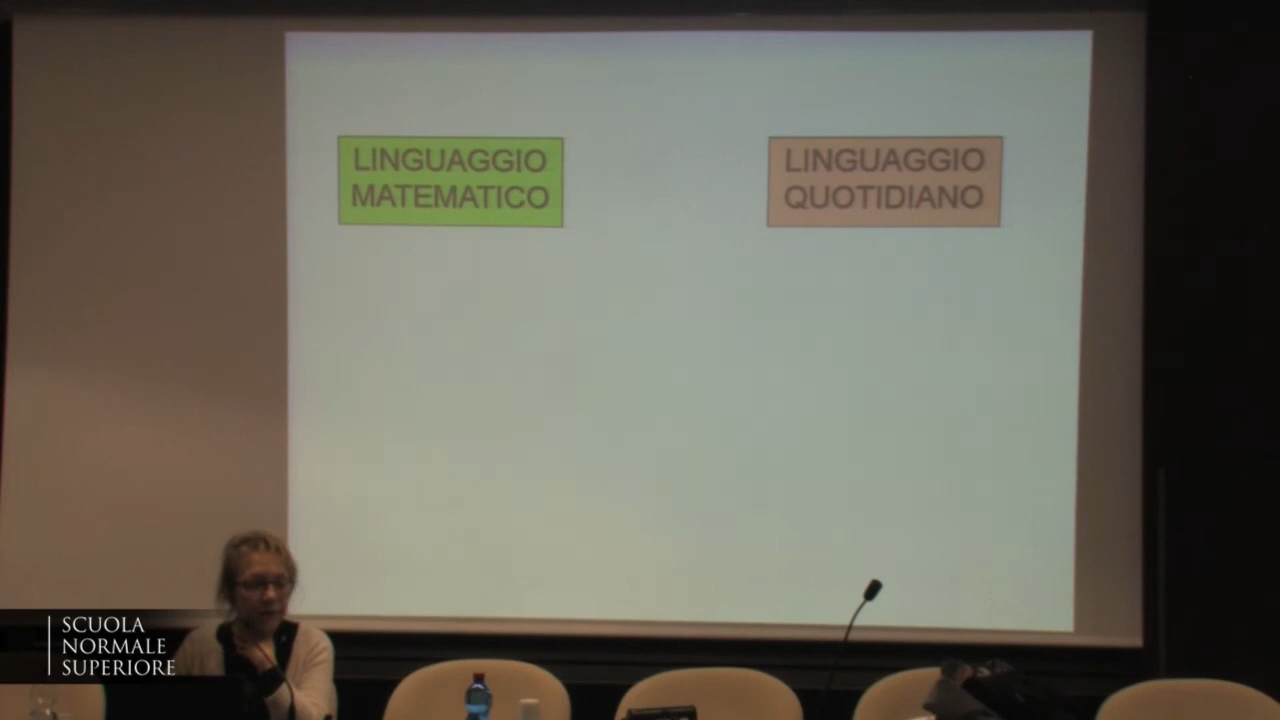 LINGUAGGIO
MATEMATICO
LINGUAGGIO
QUOTIDIANO
SCUOLA
NORMALE
SUPERIORE